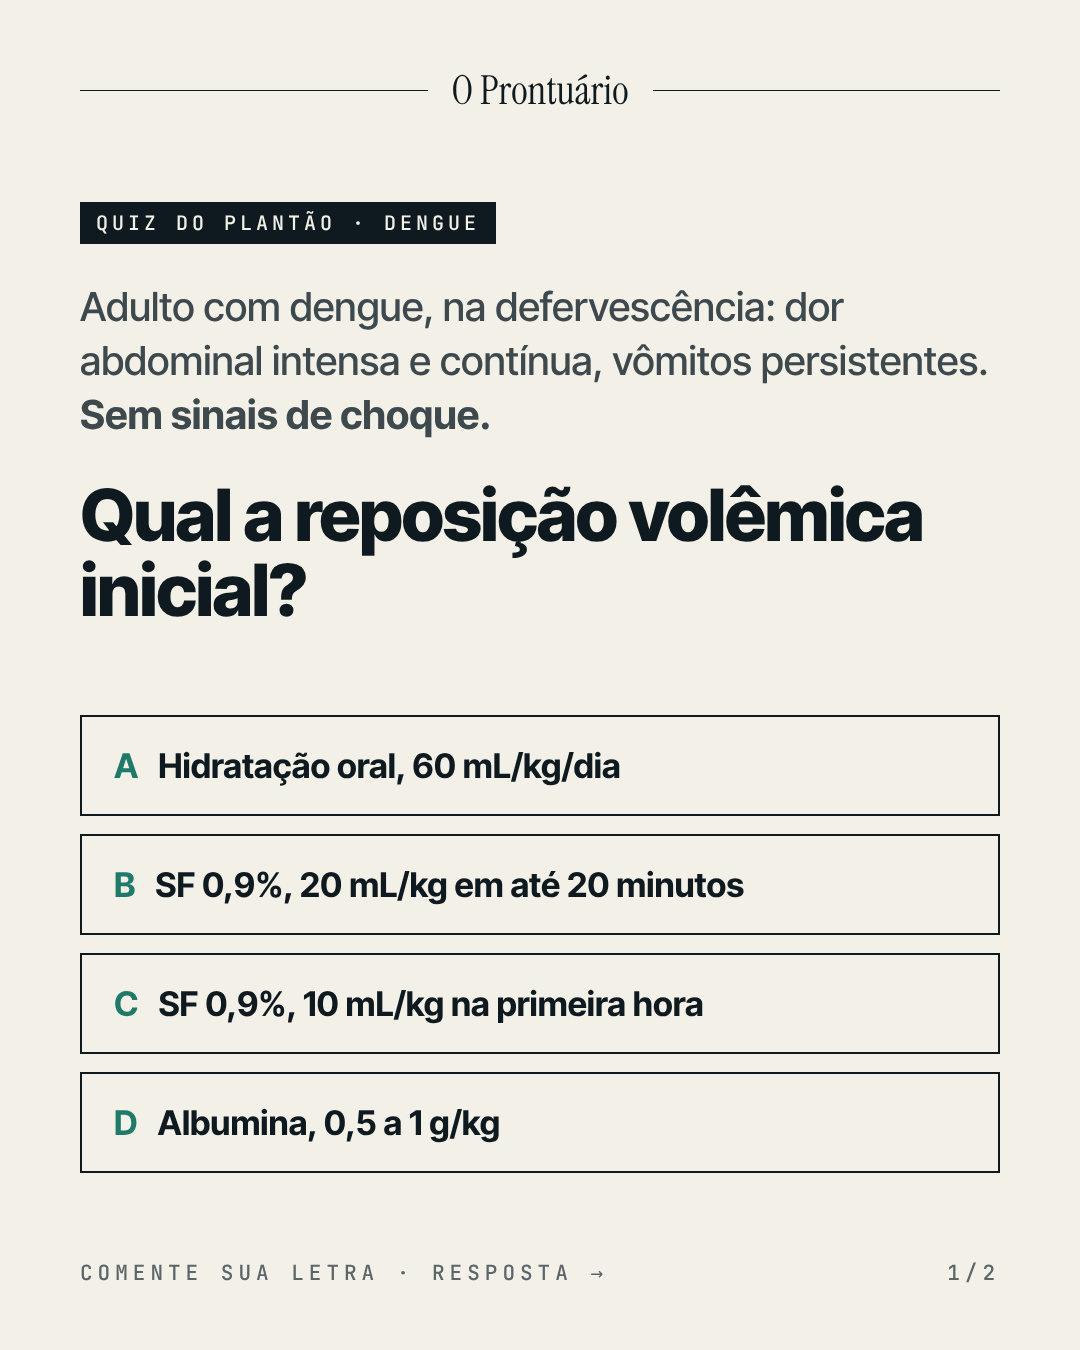 O Prontuário
QUIZ DO PLANTÃO · DENGUE
Adulto com dengue, na defervescência: dor
abdominal intensa e contínua, vômitos persistentes.
Sem sinais de choque.
Qual a reposição volêmica
inicial?
A Hidratação oral, 60 mL/kg/dia
B SF 0,9%, 20 mL/kg em até 20 minutos
C SF 0,9%, 10 mL/kg na primeira hora
D Albumina, 0,5 a 1 g/kg
COMENTE SUA LETRA · RESPOSTA → 1/2